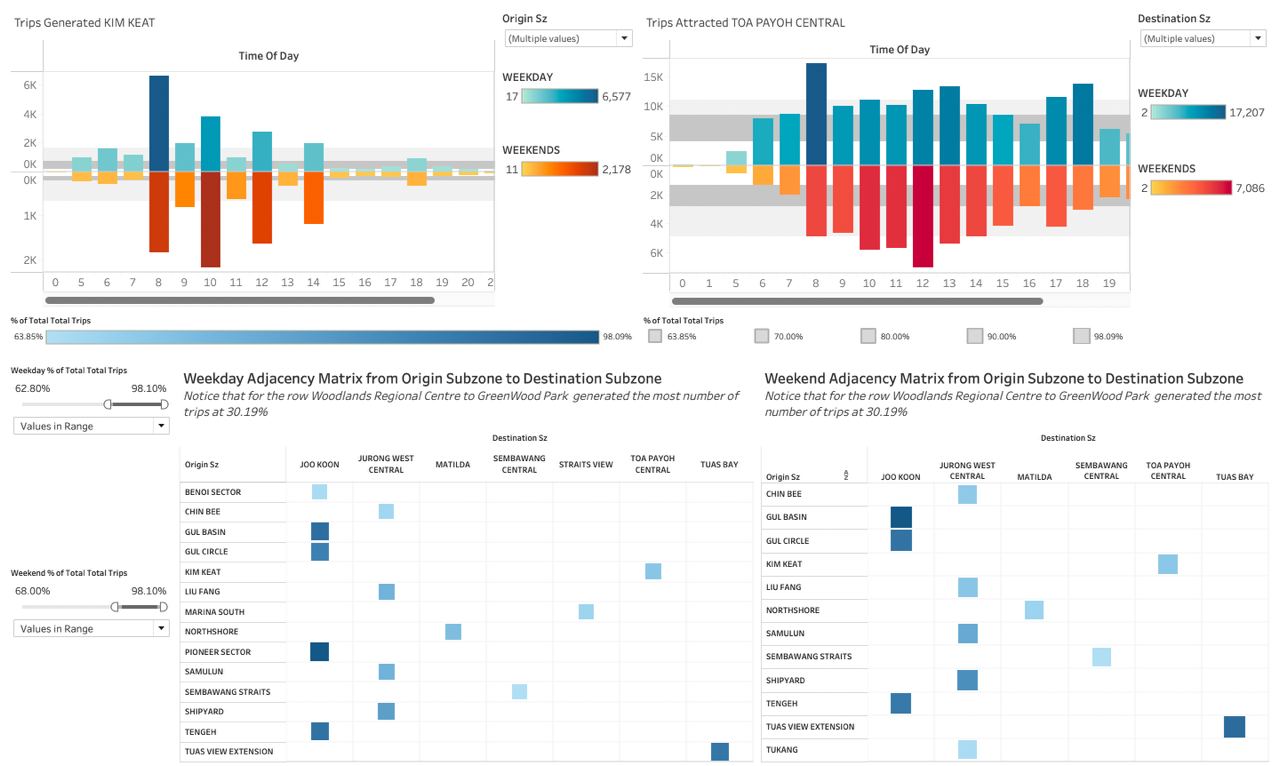 Trips Generated KIM KEAT
Time Of Day
6K
4K
2K
0K
0K
1K
2K
0 5 6 7 8 9 10 11 12 13 14 15 16 17 18 19 20 2
Origin Sz
(Multiple values)
WEEKDAY
17 6,577
WEEKENDS
11 2,178
Trips Attracted TOA PAYOH CENTRAL
Time Of Day
15K
10K
5K
0K
0K
2K
4K
6K
0 1 5 6 7 8 9 10 11 12 13 14 15 16 17 18 19
Destination Sz
(Multiple values)
WEEKDAY
2 17,207
WEEKENDS
2 7,086
% of Total Total Trips
63.85% 98.09%
% of Total Total Trips
63.85% 70.00% 80.00% 90.00% 98.09%
Weekday % of Total Total Trips
62.80% 98.10%
Values in Range
Weekend % of Total Total Trips
68.00% 98.10%
Values in Range
Weekday Adjacency Matrix from Origin Subzone to Destination Subzone
Notice that for the row Woodlands Regional Centre to GreenWood Park generated the most number of
trips at 30.19%
Destination Sz
Origin Sz JOO KOON JURONG WEST CENTRAL MATILDA SEMBAWANG CENTRAL STRAITS VIEW TOA PAYOH CENTRAL TUAS BAY
BENOI SECTOR
CHIN BEE
GUL BASIN
GUL CIRCLE
KIM KEAT
LIU FANG
MARINA SOUTH
NORTHSHORE
PIONEER SECTOR
SAMULUN
SEMBAWANG STRAITS
SHIPYARD
TENGEH
TUAS VIEW EXTENSION
Weekend Adjacency Matrix from Origin Subzone to Destination Subzone
Notice that for the row Woodlands Regional Centre to GreenWood Park generated the most
number of trips at 30.19%
Destination Sz
Origin Sz JOO KOON JURONG WEST CENTRAL MATILDA SEMBAWANG CENTRAL TOA PAYOH CENTRAL TUAS BAY
CHIN BEE
GUL BASIN
GUL CIRCLE
KIM KEAT
LIU FANG
NORTHSHORE
SAMULUN
SEMBAWANG STRAITS
SHIPYARD
TENGEH
TUAS VIEW EXTENSION
TUKANG